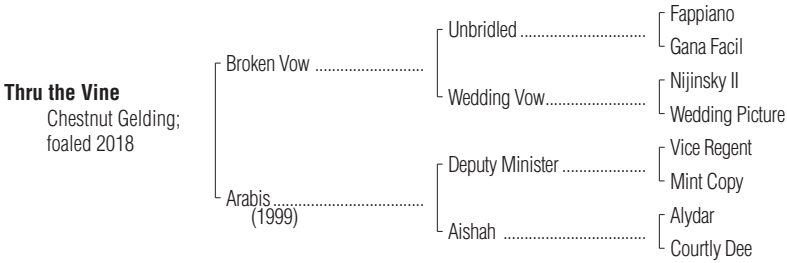 Fappiano
Unbridled ..............................
Gana Facil
Broken Vow ..........................
Nijinsky II
Wedding Vow........................
Wedding Picture
Thru the Vine
Chestnut Gelding;
foaled 2018
Vice Regent
Deputy Minister ....................
Mint Copy
Arabis....................................
(1999)
Alydar
Aishah ..................................
Courtly Dee